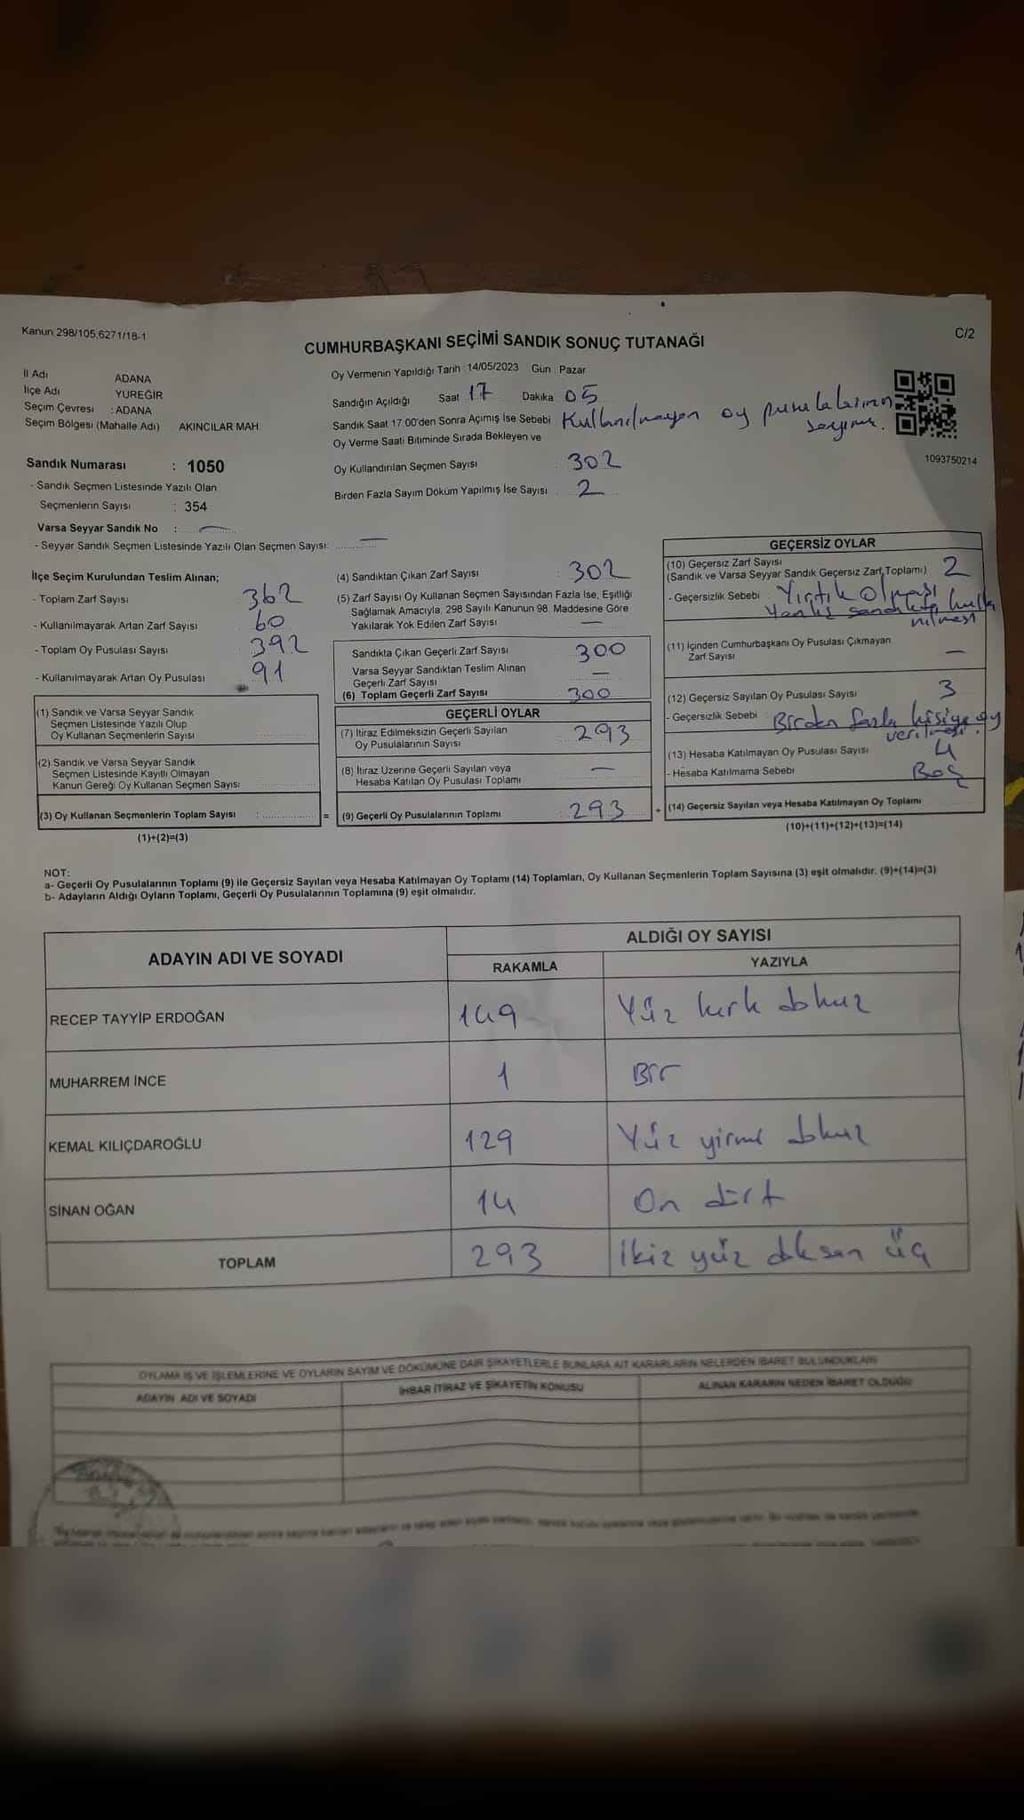 Kanun 298/105,6271/18-1
C/2
CUMHURBAŞKANI SEÇİMİ SANDIK SONUÇ TUTANAĞI
İl Adı ADANA
İlçe Adı YÜREĞİR
Seçim Çevresi : ADANA
Seçim Bölgesi (Mahalle Adı) AKINCILAR MAH.
Oy Vermenin Yapıldığı Tarih 14/05/2023 Gün Pazar
Sandığın Açıldığı Saat 17 Dakika 05
Sandık Saat 17.00'den Sonra Açımış İse Sebebi Kullanılmayan oy pusulalarının sayımı.
Oy Verme Saati Bitiminde Sırada Bekleyen ve
Oy Kullandırılan Seçmen Sayısı 302
Birden Fazla Sayım Döküm Yapılmış İse Sayısı 2
1093750214
Sandık Numarası : 1050
- Sandık Seçmen Listesinde Yazılı Olan
Seçmenlerin Sayısı : 354
Varsa Seyyar Sandık No : —
- Seyyar Sandık Seçmen Listesinde Yazılı Olan Seçmen Sayısı: —
İlçe Seçim Kurulundan Teslim Alınan;
- Toplam Zarf Sayısı 362
- Kullanılmayarak Artan Zarf Sayısı 60
- Toplam Oy Pusulası Sayısı 392
- Kullanılmayarak Artan Oy Pusulası 91
(1) Sandık ve Varsa Seyyar Sandık
Seçmen Listesinde Yazılı Olup
Oy Kullanan Seçmenlerin Sayısı
(2) Sandık ve Varsa Seyyar Sandık
Seçmen Listesinde Kayıtlı Olmayan
Kanun Gereği Oy Kullanan Seçmen Sayısı
(3) Oy Kullanan Seçmenlerin Toplam Sayısı : =
(1)+(2)=(3)
(4) Sandıktan Çıkan Zarf Sayısı : 302
(5) Zarf Sayısı Oy Kullanan Seçmen Sayısından Fazla İse, Eşitliği
Sağlamak Amacıyla, 298 Sayılı Kanunun 98. Maddesine Göre
Yakılarak Yok Edilen Zarf Sayısı —
Sandıkta Çıkan Geçerli Zarf Sayısı 300
Varsa Seyyar Sandıktan Teslim Alınan
Geçerli Zarf Sayısı —
(6) Toplam Geçerli Zarf Sayısı 300
GEÇERLİ OYLAR
(7) İtiraz Edilmeksizin Geçerli Sayılan
Oy Pusulalarının Sayısı 293
(8) İtiraz Üzerine Geçerli Sayılan veya
Hesaba Katılan Oy Pusulası Toplamı —
(9) Geçerli Oy Pusulalarının Toplamı 293 +
GEÇERSİZ OYLAR
(10) Geçersiz Zarf Sayısı
(Sandık ve Varsa Seyyar Sandık Geçersiz Zarf Toplamı) 2
- Geçersizlik Sebebi Yırtık Olması
Yanlış sandıkta kulla
nılması
(11) İçinden Cumhurbaşkanı Oy Pusulası Çıkmayan
Zarf Sayısı —
(12) Geçersiz Sayılan Oy Pusulası Sayısı 3
- Geçersizlik Sebebi Birden fazla kişiye oy
verilmesi.
(13) Hesaba Katılmayan Oy Pusulası Sayısı 4
- Hesaba Katılmama Sebebi Boş
(14) Geçersiz Sayılan veya Hesaba Katılmayan Oy Toplamı
(10)+(11)+(12)+(13)=(14)
NOT:
a- Geçerli Oy Pusulalarının Toplamı (9) ile Geçersiz Sayılan veya Hesaba Katılmayan Oy Toplamı (14) Toplamları, Oy Kullanan Seçmenlerin Toplam Sayısına (3) eşit olmalıdır. (9)+(14)=(3)
b- Adayların Aldığı Oyların Toplamı, Geçerli Oy Pusulalarının Toplamına (9) eşit olmalıdır.
ADAYIN ADI VE SOYADI ALDIĞI OY SAYISI
RAKAMLA YAZIYLA
RECEP TAYYİP ERDOĞAN 149 Yüz kırk dokuz
MUHARREM İNCE 1 Bir
KEMAL KILIÇDAROĞLU 129 Yüz yirmi dokuz
SİNAN OĞAN 14 On dört
TOPLAM 293 İkiz yüz doksan üç
OYLAMA İŞ VE İŞLEMLERİNE VE OYLARIN SAYIM VE DÖKÜMÜNE DAİR ŞİKAYETLERLE BUNLARA AİT KARARLARIN NELERDEN İBARET BULUNDUKLARI
ADAYIN ADI VE SOYADI İHBAR İTİRAZ VE ŞİKAYETİN KONUSU ALINAN KARARIN NEDEN İBARET OLDUĞU